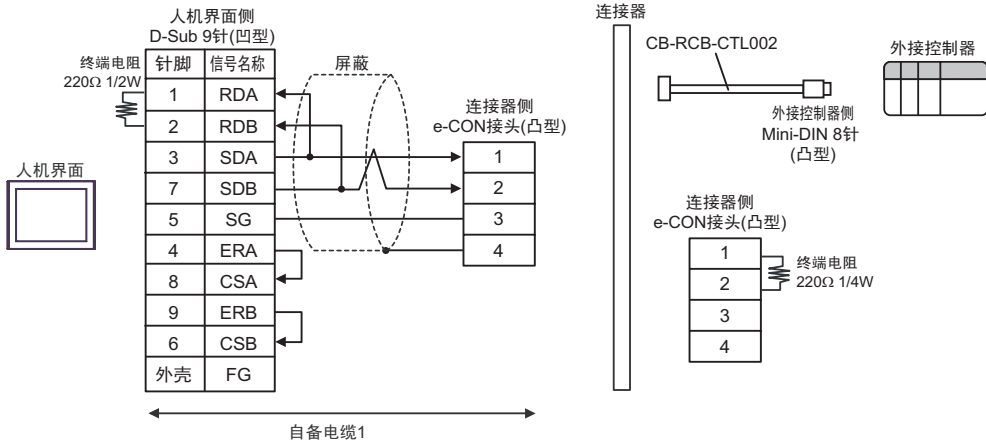 人机界面侧
D-Sub 9针(凹型)
终端电阻
220Ω 1/2W
针脚 信号名称
1 RDA
2 RDB
3 SDA
7 SDB
5 SG
4 ERA
8 CSA
9 ERB
6 CSB
外壳 FG
人机界面
屏蔽
连接器侧
e-CON接头(凸型)
1
2
3
4
自备电缆1
连接器
CB-RCB-CTL002
外接控制器
外接控制器侧
Mini-DIN 8针
(凸型)
连接器侧
e-CON接头(凸型)
1
2
3
4
终端电阻
220Ω 1/4W